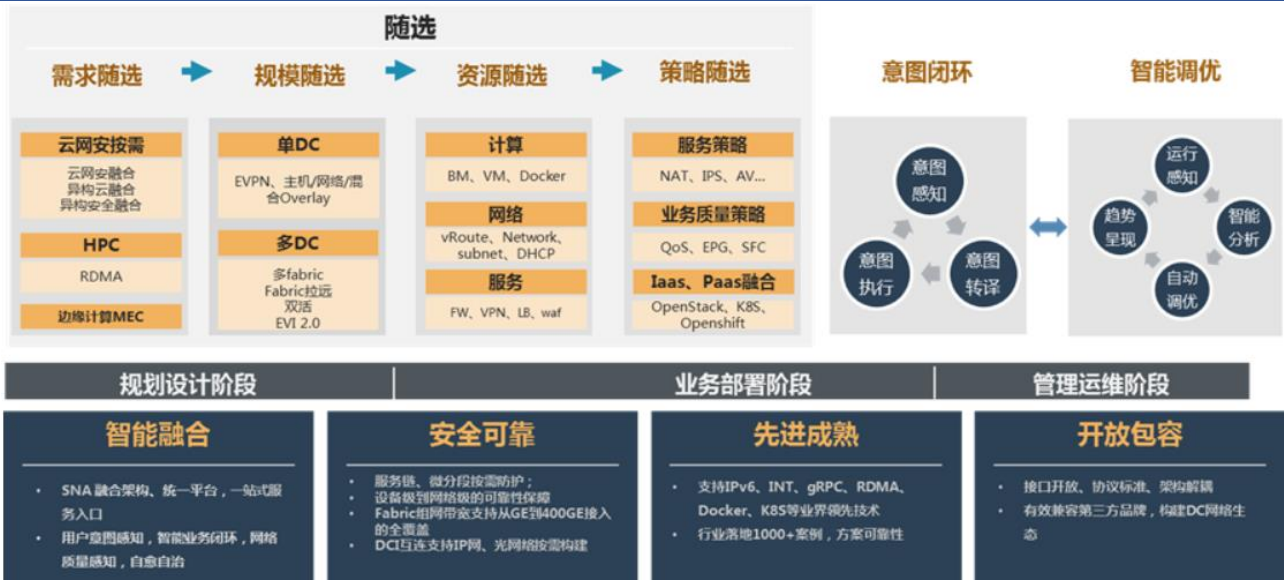 随选
需求随选
规模随选
资源随选
策略随选
意图闭环
智能调优
云网安按需
云网安融合
异构云融合
异构安全融合
HPC
RDMA
边缘计算MEC
单DC
EVPN、主机/网络/混
合Overlay
多DC
多fabric
Fabric拉远
双活
EVI 2.0
计算
BM、VM、Docker
网络
vRoute、Network、
subnet、DHCP
服务
FW、VPN、LB、waf
服务策略
NAT、IPS、AV...
业务质量策略
QoS、EPG、SFC
Iaas、Paas融合
OpenStack、K8S、
Openshift
意图
感知
意图
执行
意图
转译
运行
感知
趋势
呈现
智能
分析
自动
调优
规划设计阶段
业务部署阶段
管理运维阶段
智能融合
• SNA 融合架构、统一平台，一站式服
务入口
• 用户意图感知，智能业务闭环，网络
质量感知，自愈自治
安全可靠
• 服务链、微分段按需防护；
• 设备级到网络级的可靠性保障
• Fabric组网带宽支持从GE到400GE接入
的全覆盖
• DCI互连支持IP网、光网络按需构建
先进成熟
• 支持IPv6、INT、gRPC、RDMA、
Docker、K8S等业界领先技术
• 行业落地1000+案例，方案可靠性
开放包容
• 接口开放、协议标准、架构解耦
• 有效兼容第三方品牌，构建DC网络生
态